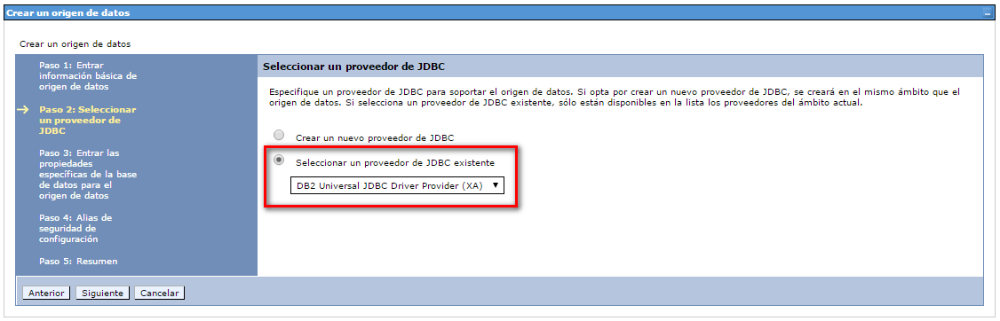 Crear un origen de datos
Crear un origen de datos
Paso 1: Entrar
información básica de
origen de datos
Paso 2: Seleccionar
un proveedor de
JDBC
Paso 3: Entrar las
propiedades
específicas de la base
de datos para el
origen de datos
Paso 4: Alias de
seguridad de
configuración
Paso 5: Resumen
Seleccionar un proveedor de JDBC
Especifique un proveedor de JDBC para soportar el origen de datos. Si opta por crear un nuevo proveedor de JDBC, se creará en el mismo ámbito que el
origen de datos. Si selecciona un proveedor de JDBC existente, sólo están disponibles en la lista los proveedores del ámbito actual.
Crear un nuevo proveedor de JDBC
Seleccionar un proveedor de JDBC existente
DB2 Universal JDBC Driver Provider (XA)
Anterior Siguiente Cancelar